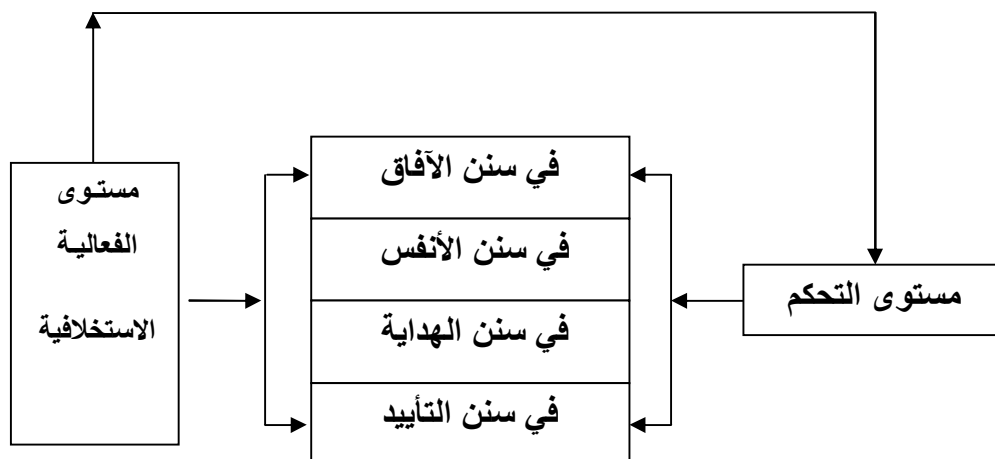 في سنن الآفاق
مستوى
الفعالية
في سنن الأنفس
مستوى التحكم
في سنن الهداية
الاستخلافية
في سنن التأييد